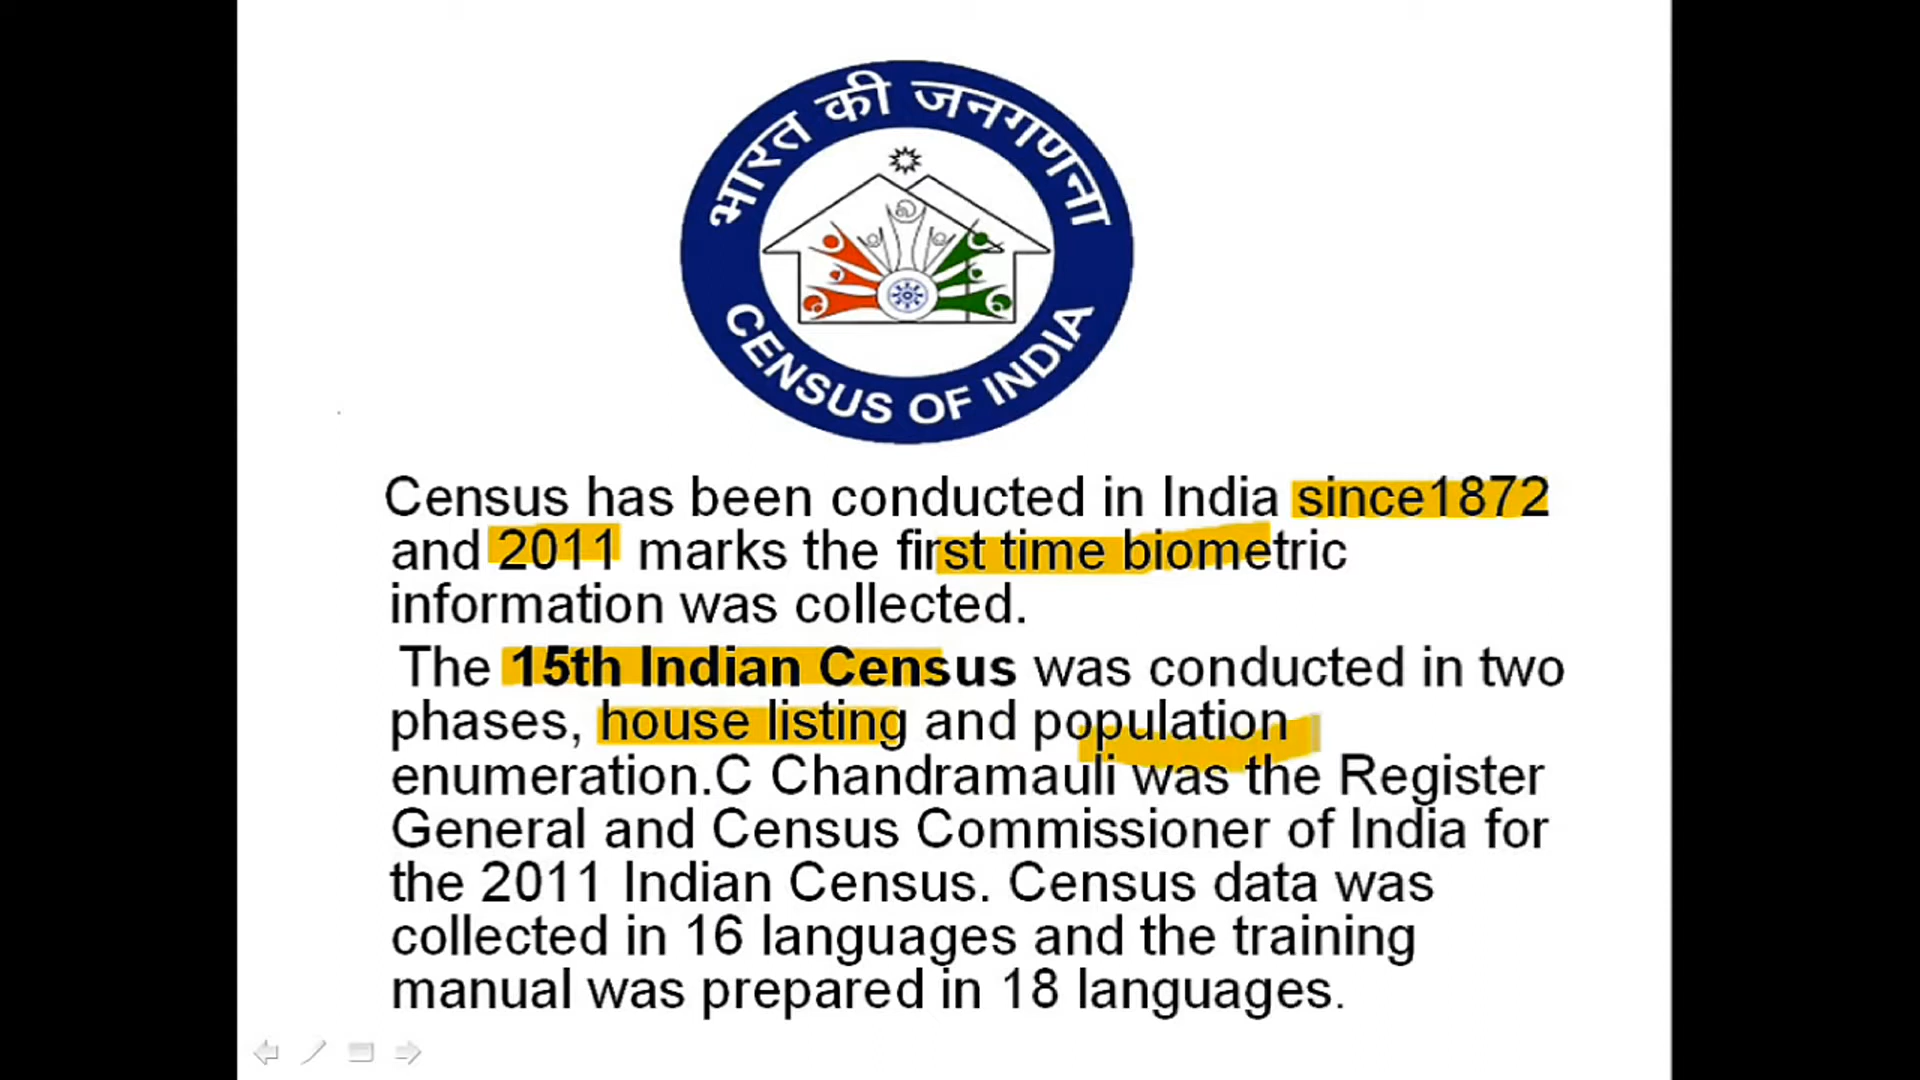 भारत की जनगणना
CENSUS OF INDIA
Census has been conducted in India since1872
and 2011 marks the first time biometric
information was collected.
The 15th Indian Census was conducted in two
phases, house listing and population
enumeration.C Chandramauli was the Register
General and Census Commissioner of India for
the 2011 Indian Census. Census data was
collected in 16 languages and the training
manual was prepared in 18 languages.